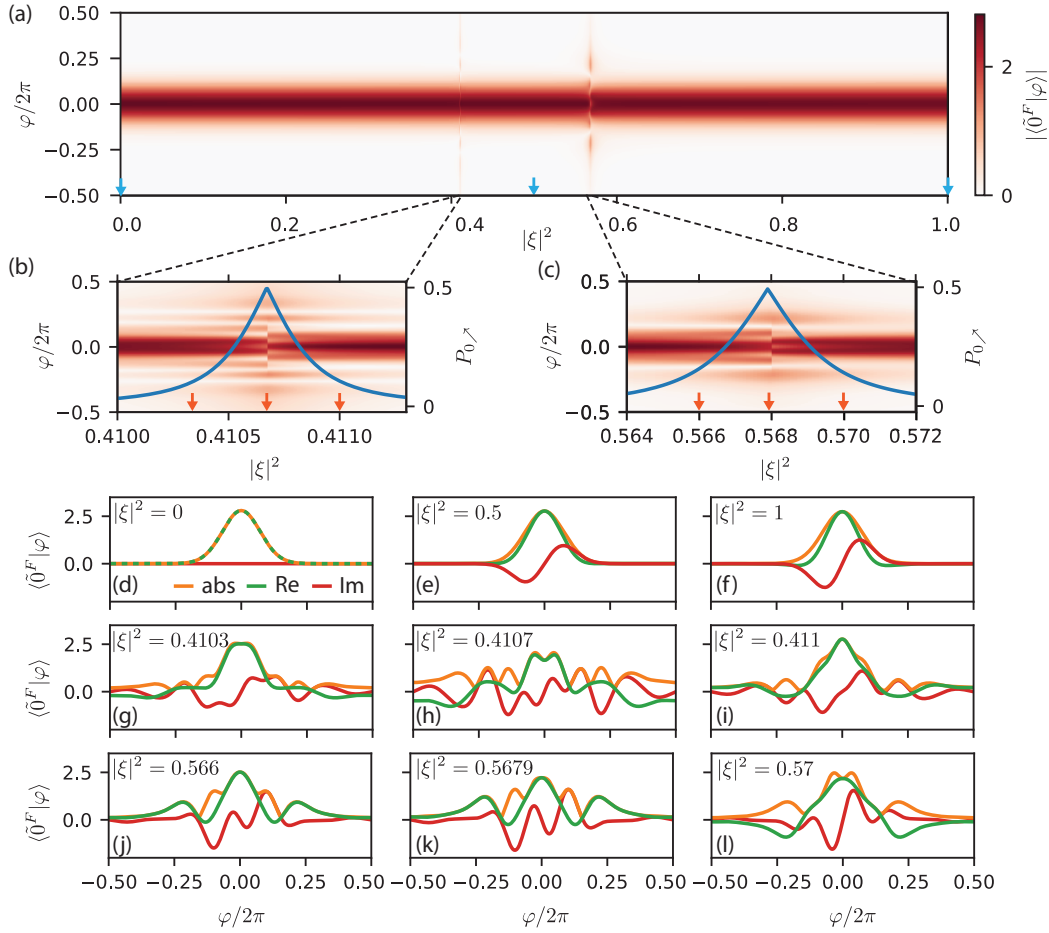 (a)
φ/2π
0.50
0.25
0.00
−0.25
−0.50
0.0
0.2
0.4
0.6
0.8
1.0
|ξ|²
2
0
|⟨0̃^F|φ⟩|
(b)
φ/2π
0.5
0.0
−0.5
0.4100
0.4105
0.4110
|ξ|²
0.5
0
P₀↗
(c)
φ/2π
0.5
0.0
−0.5
0.564
0.566
0.568
0.570
0.572
|ξ|²
0.5
0
P₀↗
⟨0̃^F|φ⟩
2.5
0.0
|ξ|² = 0
(d)
abs Re Im
|ξ|² = 0.5
(e)
|ξ|² = 1
(f)
⟨0̃^F|φ⟩
2.5
0.0
|ξ|² = 0.4103
(g)
|ξ|² = 0.4107
(h)
|ξ|² = 0.411
(i)
⟨0̃^F|φ⟩
2.5
0.0
|ξ|² = 0.566
(j)
|ξ|² = 0.5679
(k)
|ξ|² = 0.57
(l)
−0.50 −0.25 0.00 0.25 0.50
−0.50 −0.25 0.00 0.25 0.50
−0.50 −0.25 0.00 0.25 0.50
φ/2π
φ/2π
φ/2π